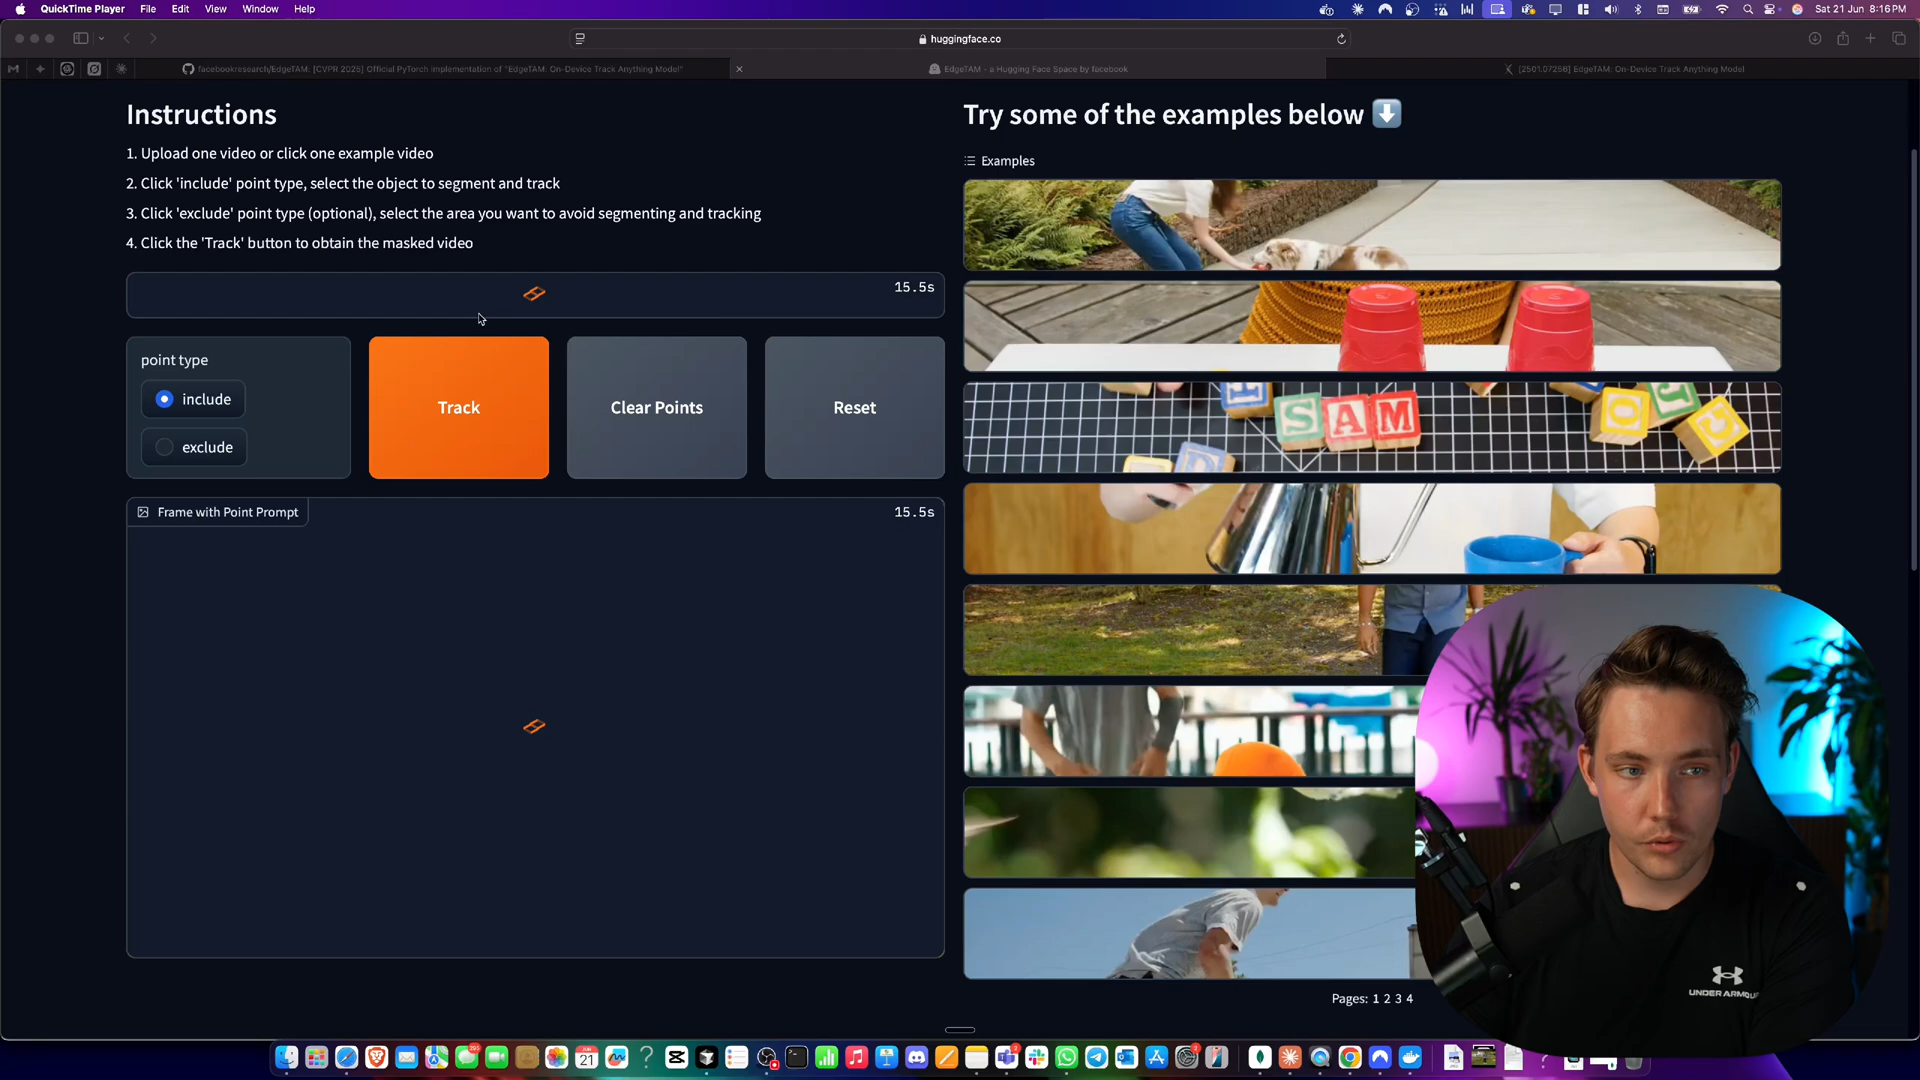 QuickTime Player File Edit View Window Help Sat 21 Jun 8:16 PM
huggingface.co
facebookresearch/EdgeTAM: [CVPR 2025] Official PyTorch implementation of "EdgeTAM: On-Device Track Anything Model"
EdgeTAM - a Hugging Face Space by facebook
[2501.07256] EdgeTAM: On-Device Track Anything Model
Instructions
1. Upload one video or click one example video
2. Click 'include' point type, select the object to segment and track
3. Click 'exclude' point type (optional), select the area you want to avoid segmenting and tracking
4. Click the 'Track' button to obtain the masked video
15.5s
point type
include
exclude
Track
Clear Points
Reset
Frame with Point Prompt
15.5s
Try some of the examples below
Examples
SAM
Pages: 1 2 3 4
UNDER ARMOUR